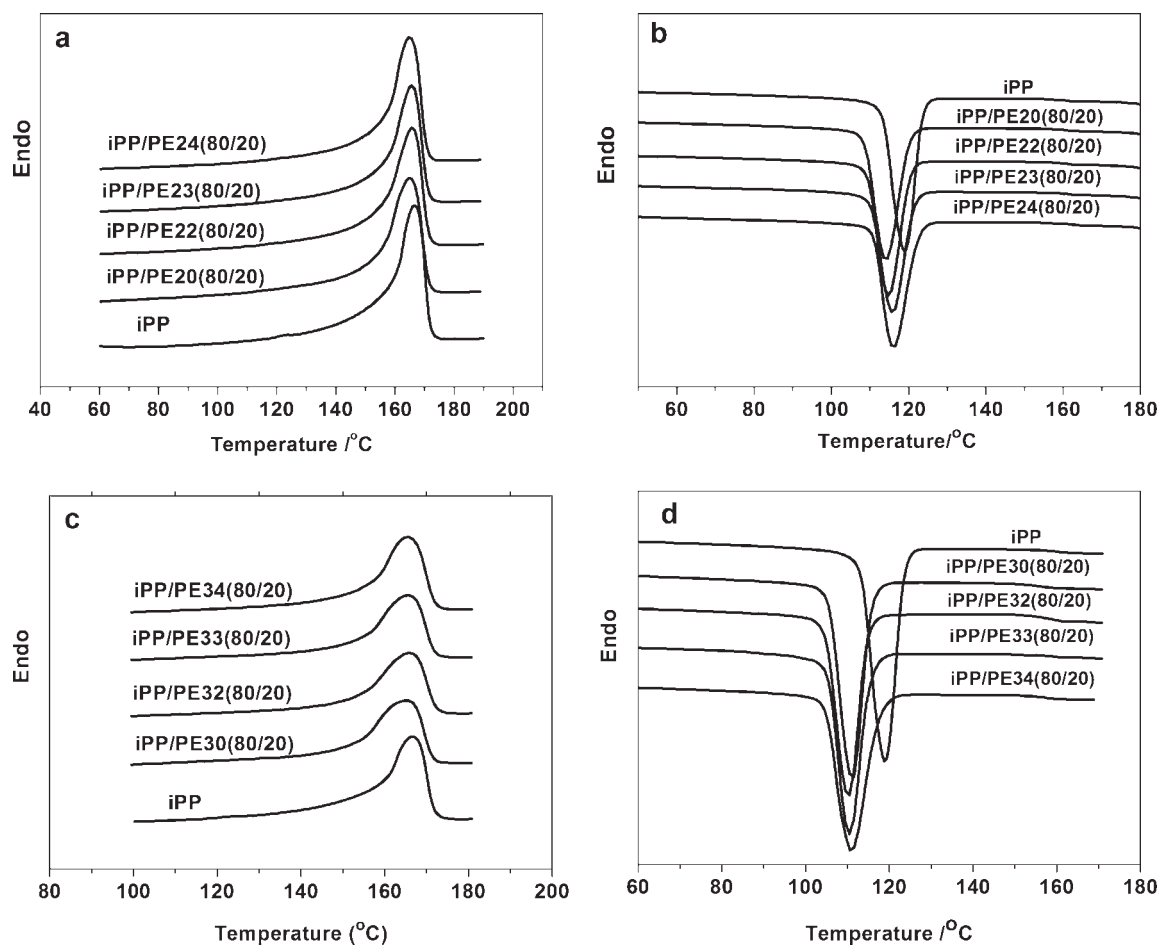 a
Endo
iPP/PE24(80/20)
iPP/PE23(80/20)
iPP/PE22(80/20)
iPP/PE20(80/20)
iPP
40 60 80 100 120 140 160 180 200
Temperature /°C
b
Endo
iPP
iPP/PE20(80/20)
iPP/PE22(80/20)
iPP/PE23(80/20)
iPP/PE24(80/20)
60 80 100 120 140 160 180
Temperature/°C
c
Endo
iPP/PE34(80/20)
iPP/PE33(80/20)
iPP/PE32(80/20)
iPP/PE30(80/20)
iPP
80 100 120 140 160 180 200
Temperature (°C)
d
Endo
iPP
iPP/PE30(80/20)
iPP/PE32(80/20)
iPP/PE33(80/20)
iPP/PE34(80/20)
60 80 100 120 140 160 180
Temperature /°C